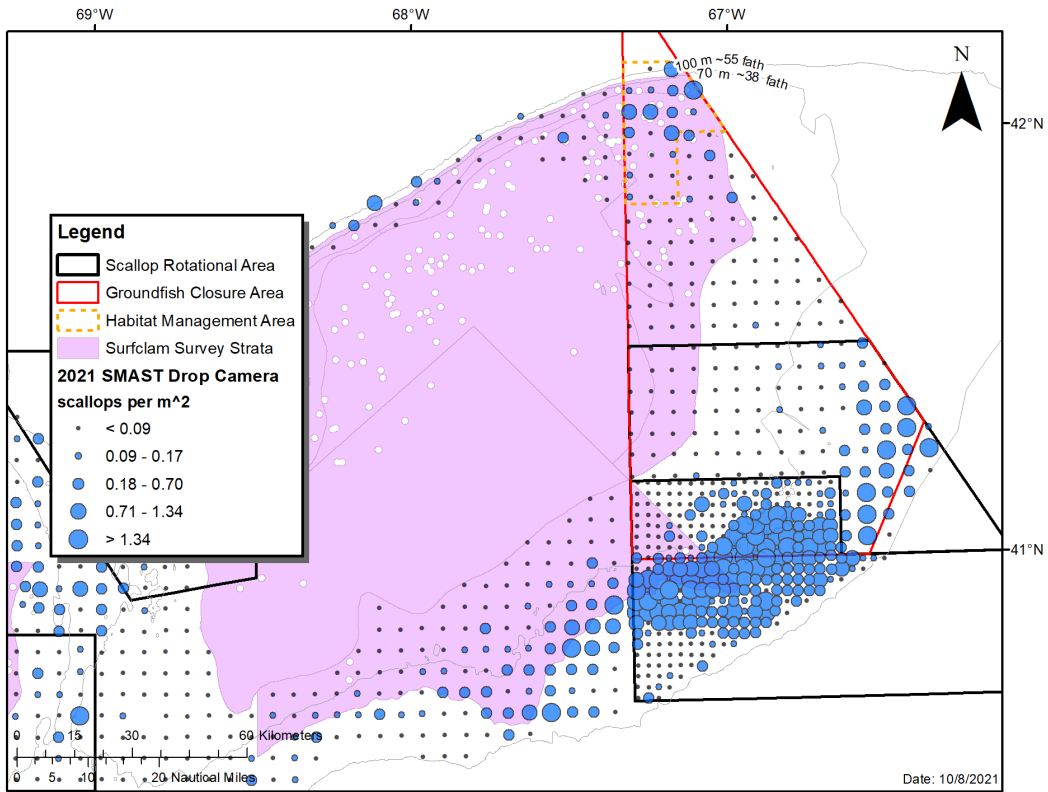 69°W 68°W 67°W
N
100 m ~55 fath
70 m ~38 fath
42°N
Legend
Scallop Rotational Area
Groundfish Closure Area
Habitat Management Area
Surfclam Survey Strata
2021 SMAST Drop Camera
scallops per m^2
< 0.09
0.09 - 0.17
0.18 - 0.70
0.71 - 1.34
> 1.34
41°N
0 15 30 60 Kilometers
0 5 10 20 Nautical Miles
Date: 10/8/2021